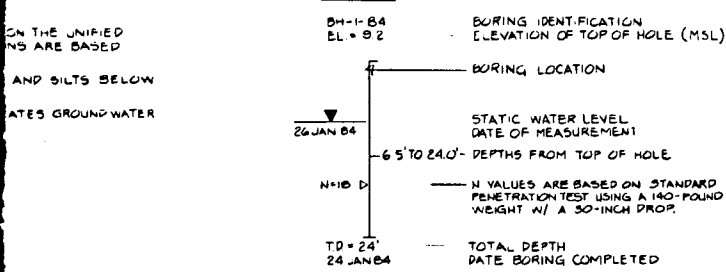 ON THE UNIFIED
NS ARE BASED
AND SILTS BELOW
ATES GROUNDWATER
BH-1-84 BORING IDENTIFICATION
EL. = 9.2 ELEVATION OF TOP OF HOLE (MSL)
BORING LOCATION
STATIC WATER LEVEL
26 JAN 84 DATE OF MEASUREMENT
6.5' TO 24.0' - DEPTHS FROM TOP OF HOLE
N=18 N VALUES ARE BASED ON STANDARD
PENETRATION TEST USING A 140-POUND
WEIGHT W/ A 30-INCH DROP.
T.D. = 24' TOTAL DEPTH
24 JAN 84 DATE BORING COMPLETED